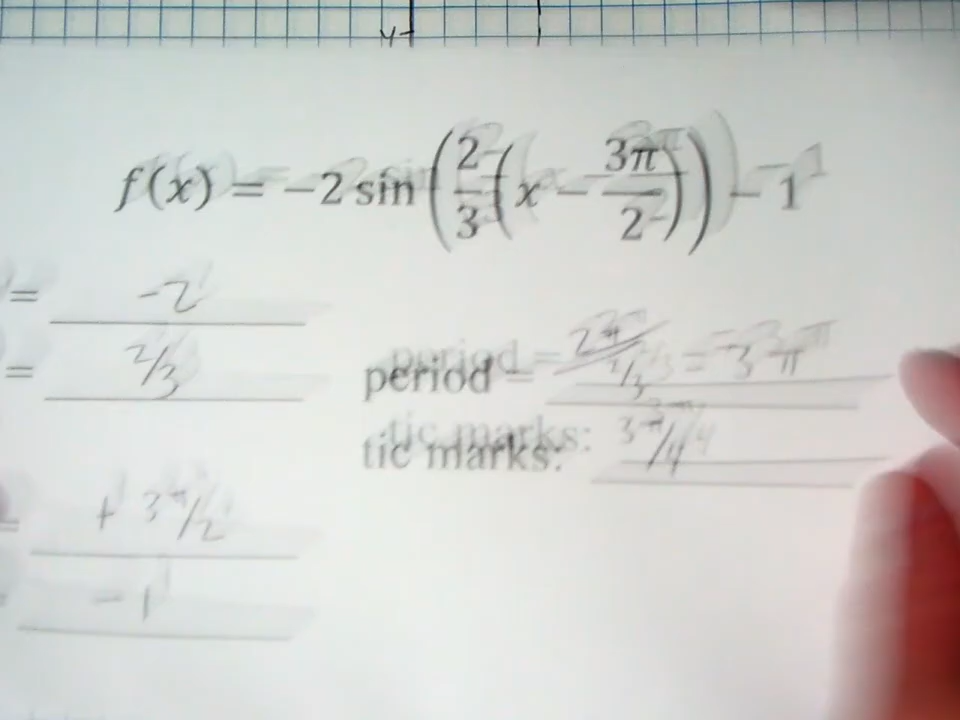 y
f(x) = -2 sin(2/3(x - 3π/2)) - 1
= -2
= 2/3
period = 2π/2/3 = 3π
tic marks: 3π/4
= + 3π/2
= -1